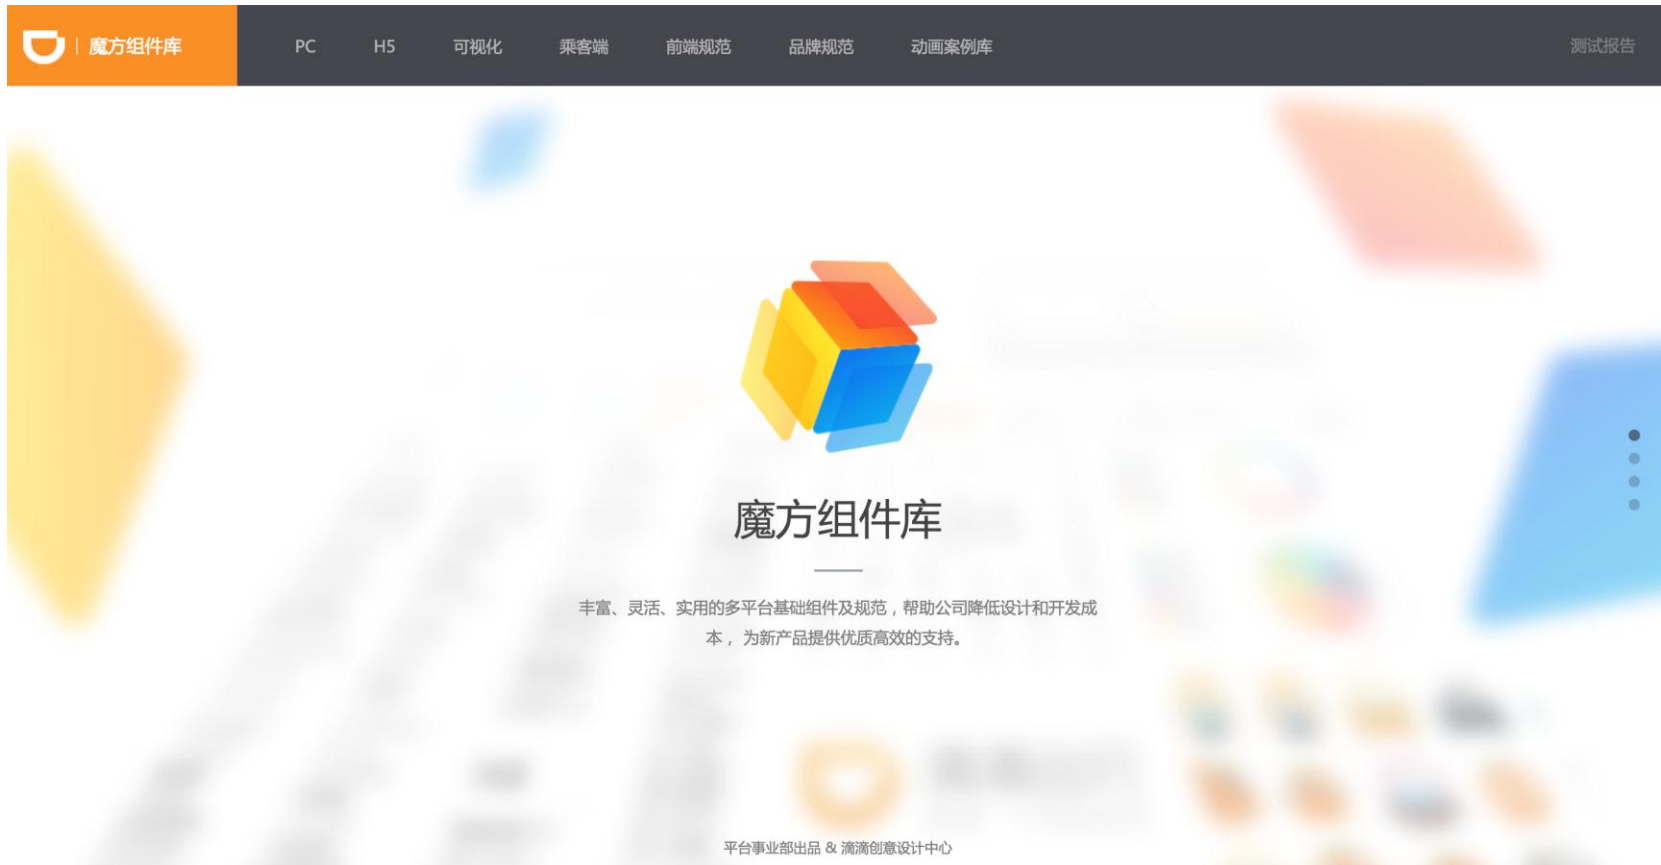 魔方组件库
PC H5 可视化 乘客端 前端规范 品牌规范 动画案例库 测试报告
魔方组件库
丰富、灵活、实用的多平台基础组件及规范，帮助公司降低设计和开发成
本， 为新产品提供优质高效的支持。
平台事业部出品 & 滴滴创意设计中心